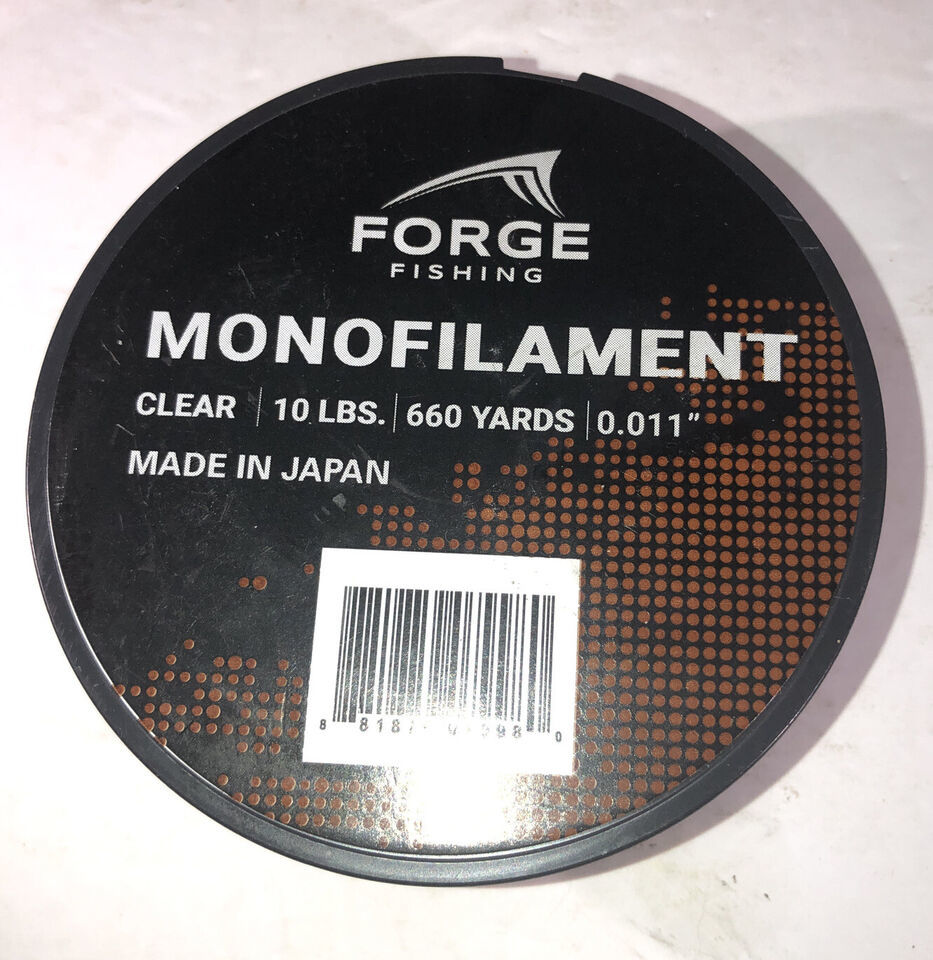 FORGE
FISHING
MONOFILAMENT
CLEAR | 10 LBS. | 660 YARDS | 0.011”
MADE IN JAPAN